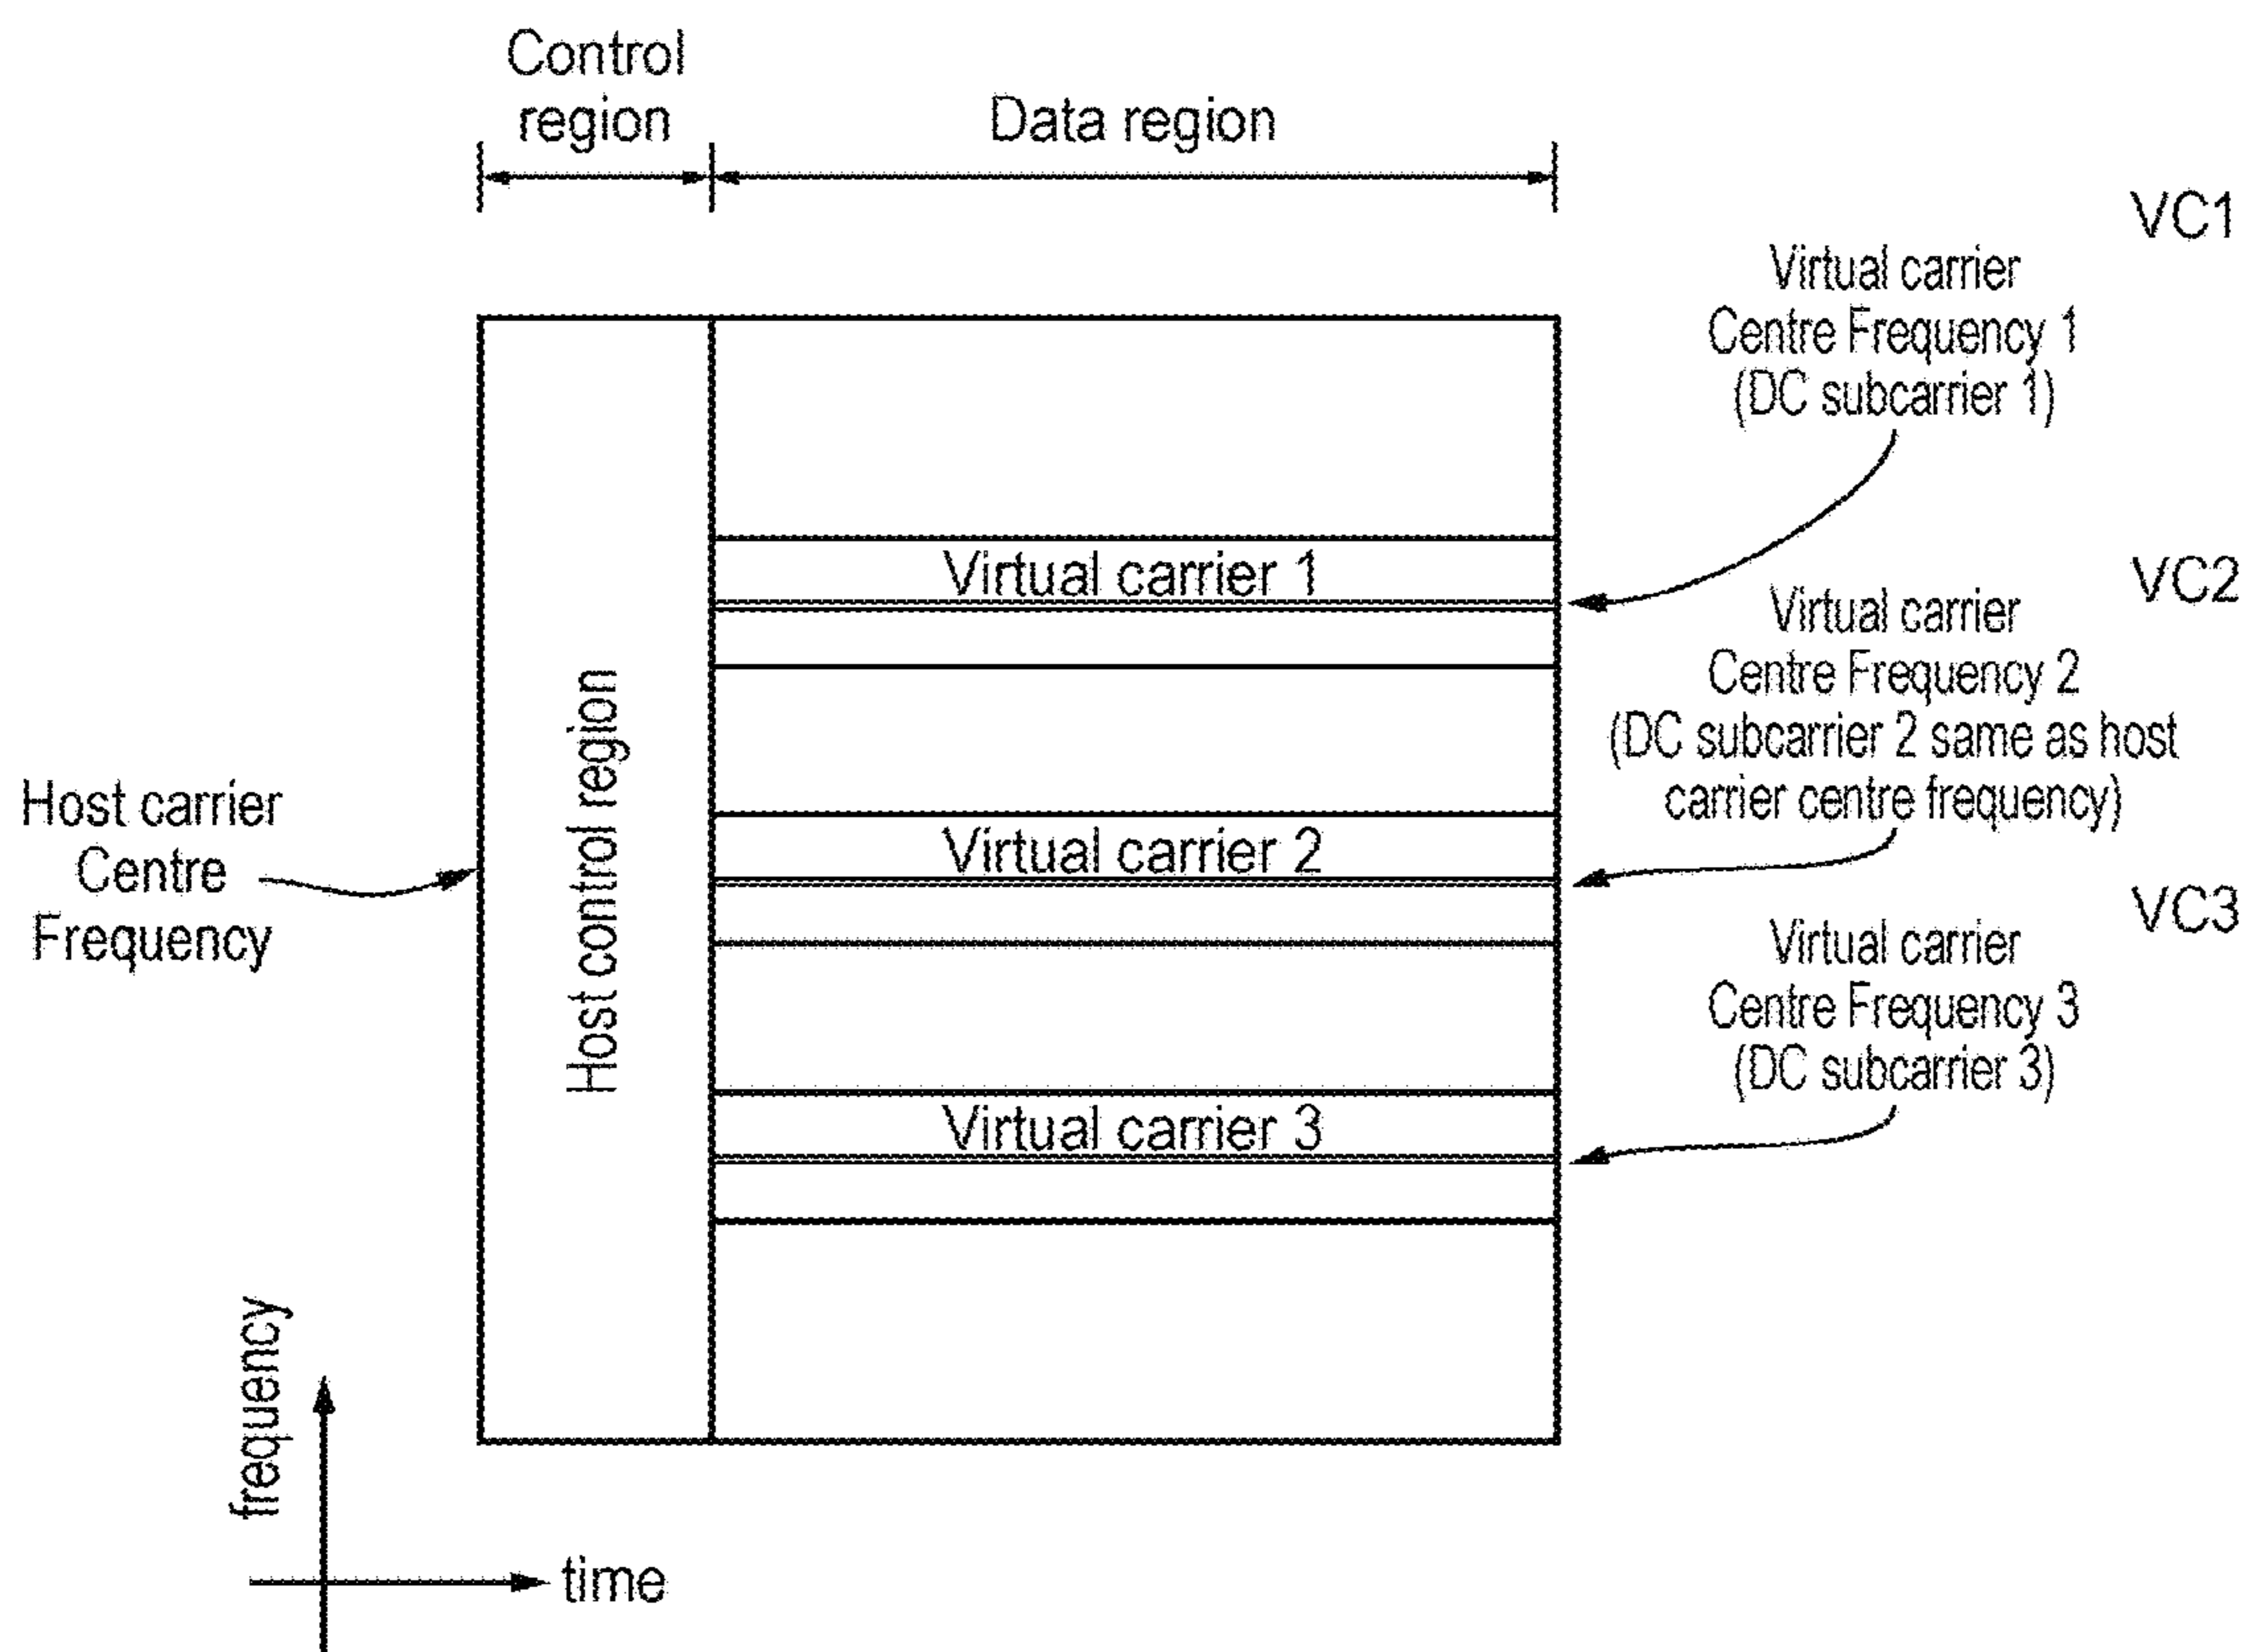 Control
region
Data region
VC1
Virtual carrier
Centre Frequency 1
(DC subcarrier 1)
Virtual carrier 1
VC2
Virtual carrier
Centre Frequency 2
(DC subcarrier 2 same as host
carrier centre frequency)
Host control region
Host carrier
Centre
Frequency
Virtual carrier 2
VC3
Virtual carrier
Centre Frequency 3
(DC subcarrier 3)
Virtual carrier 3
frequency
time